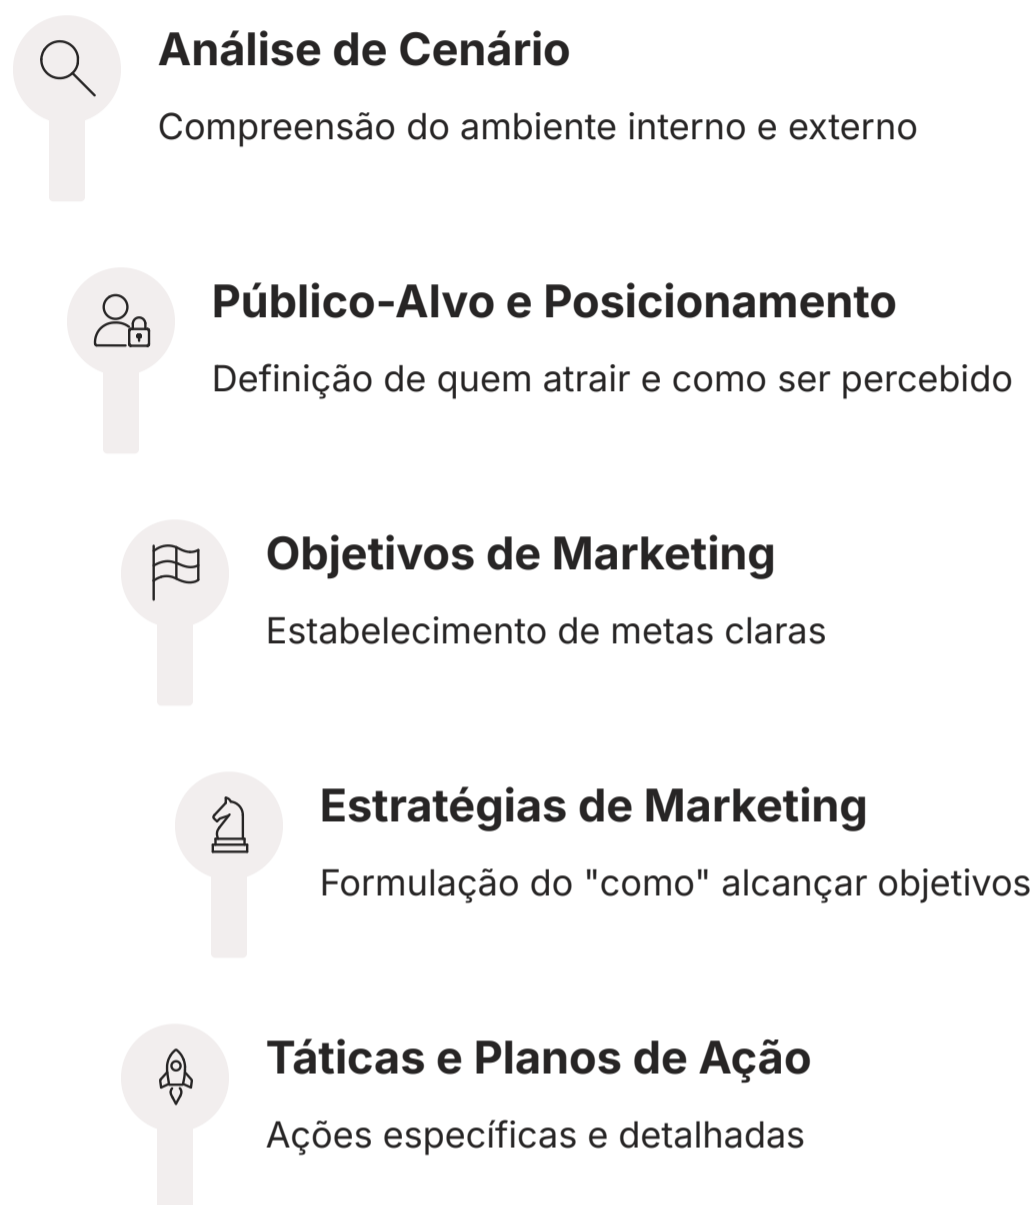 Análise de Cenário
Compreensão do ambiente interno e externo
Público-Alvo e Posicionamento
Definição de quem atrair e como ser percebido
Objetivos de Marketing
Estabelecimento de metas claras
Estratégias de Marketing
Formulação do "como" alcançar objetivos
Táticas e Planos de Ação
Ações específicas e detalhadas